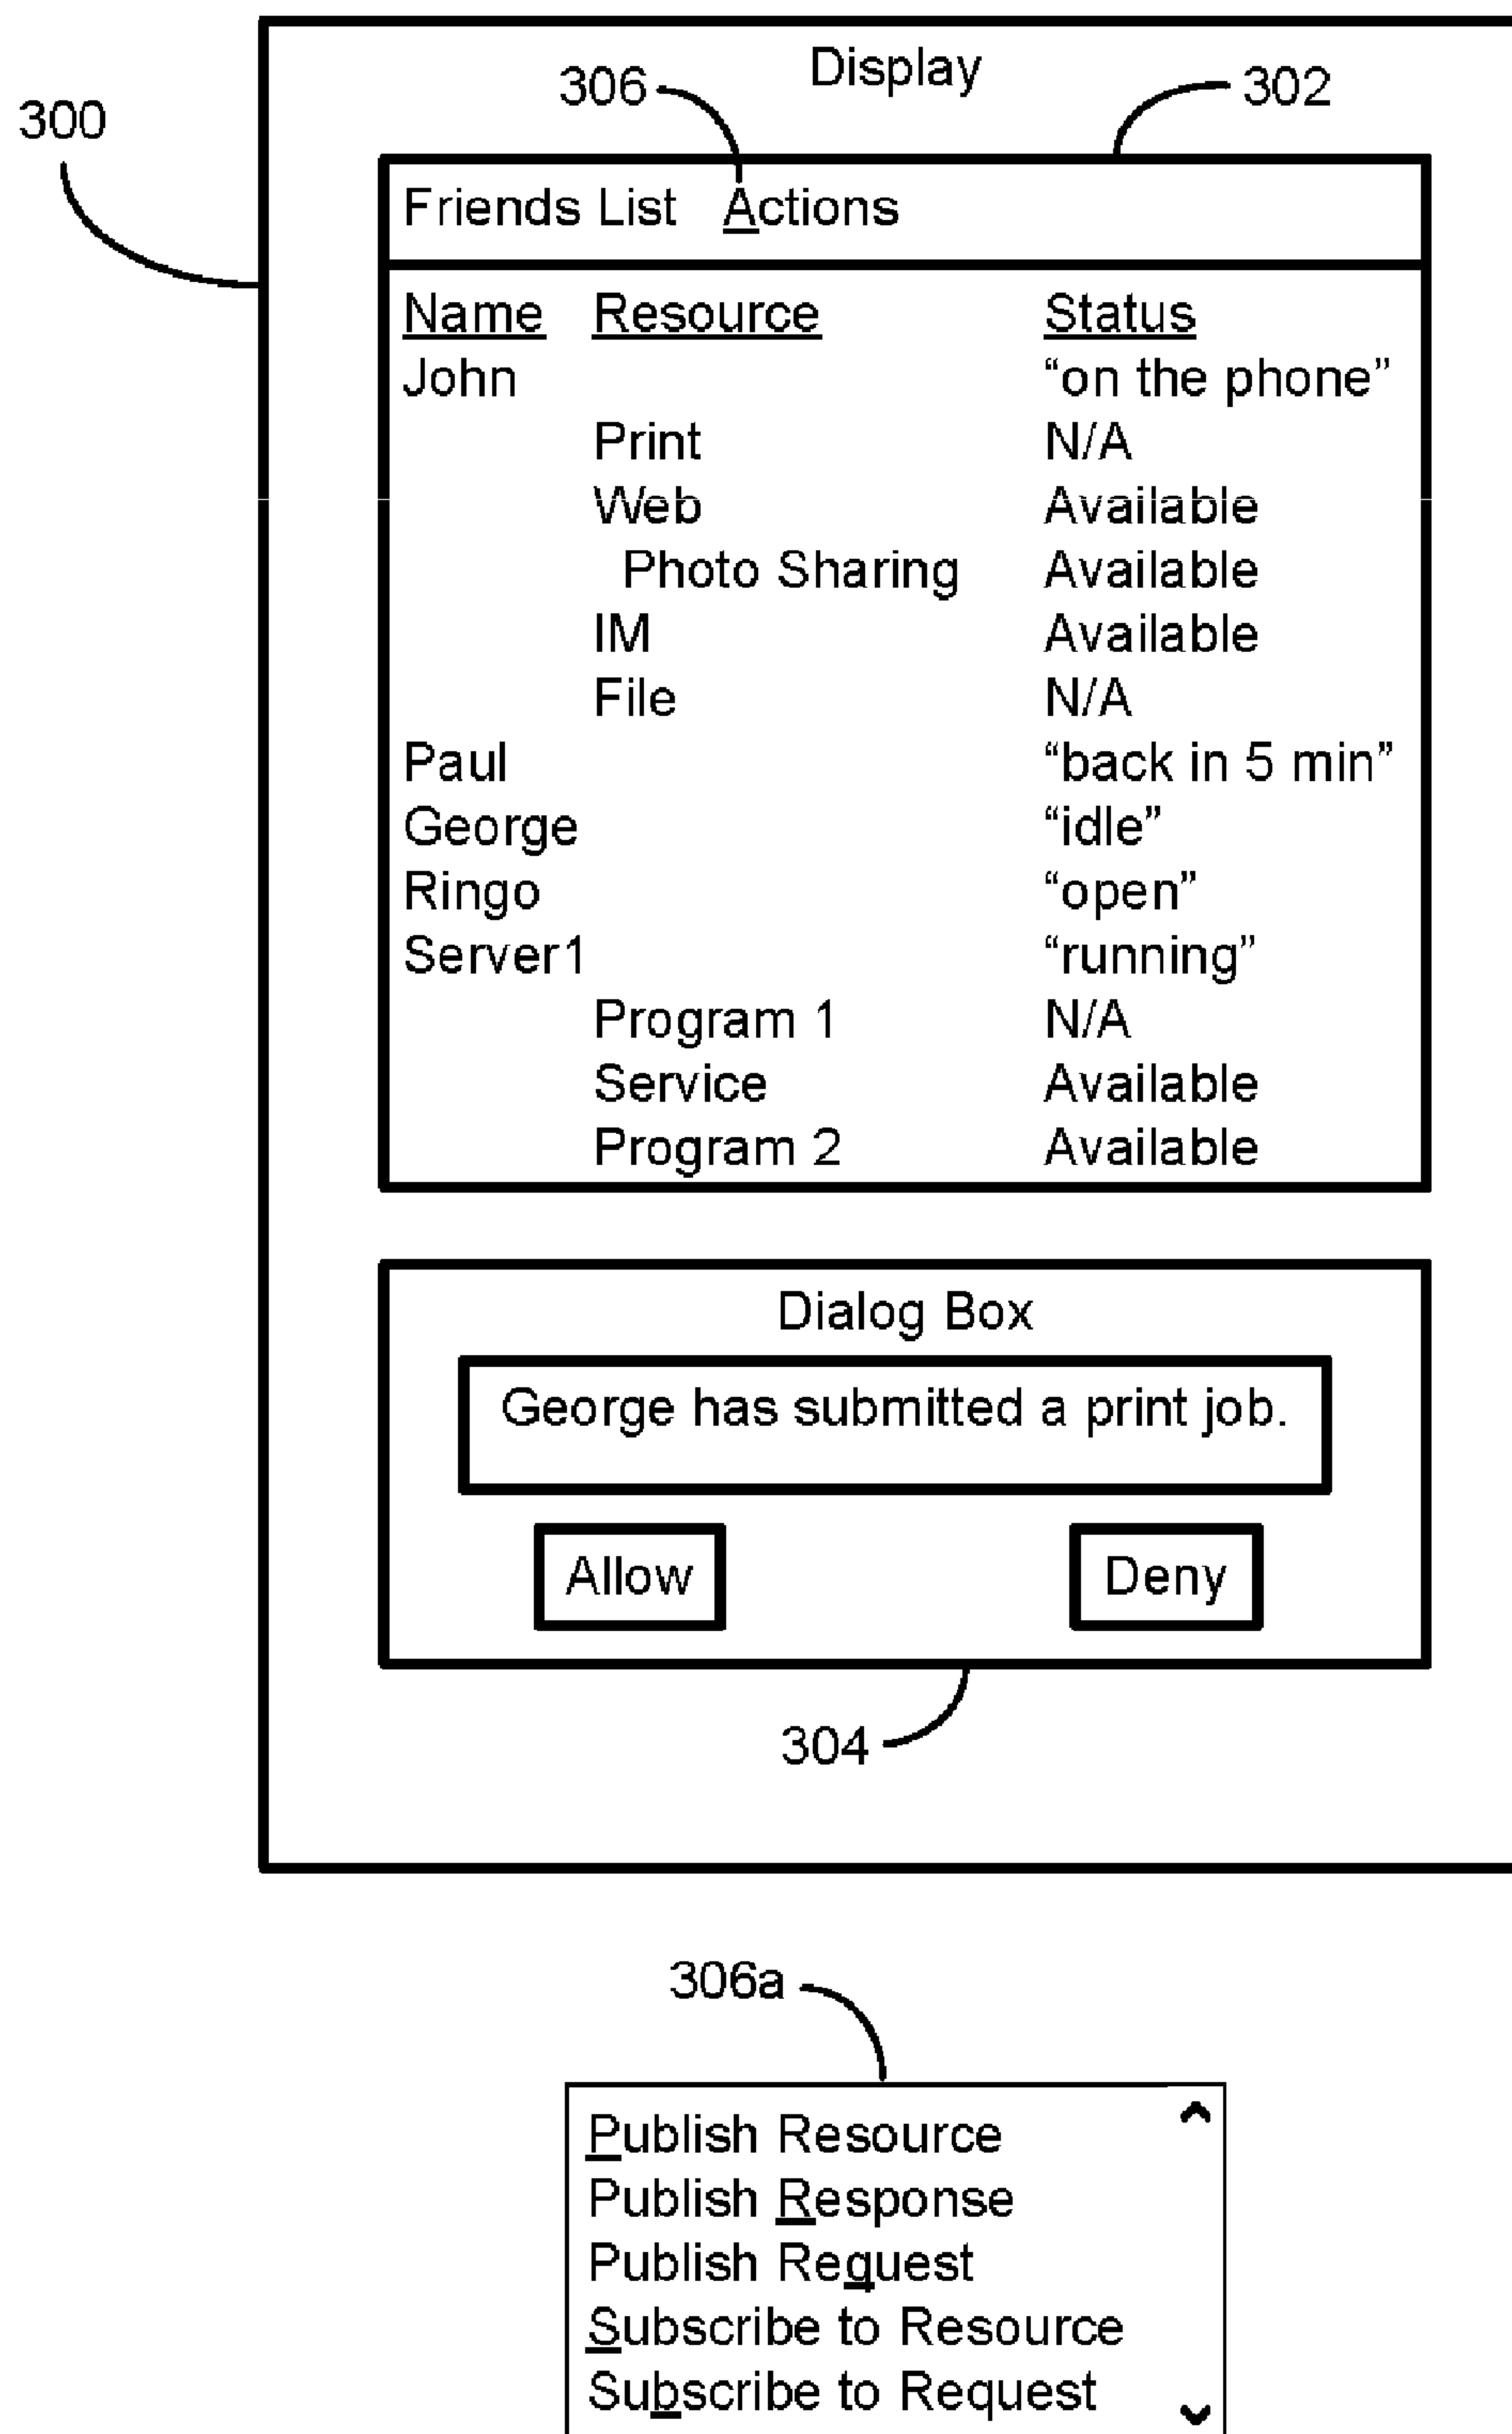 Display
306
302
300
Friends List Actions
Name Resource Status
John “on the phone”
Print N/A
Web Available
Photo Sharing Available
IM Available
File N/A
Paul “back in 5 min”
George “idle”
Ringo “open”
Server1 “running”
Program 1 N/A
Service Available
Program 2 Available
Dialog Box
George has submitted a print job.
Allow Deny
304
306a
Publish Resource
Publish Response
Publish Request
Subscribe to Resource
Subscribe to Request